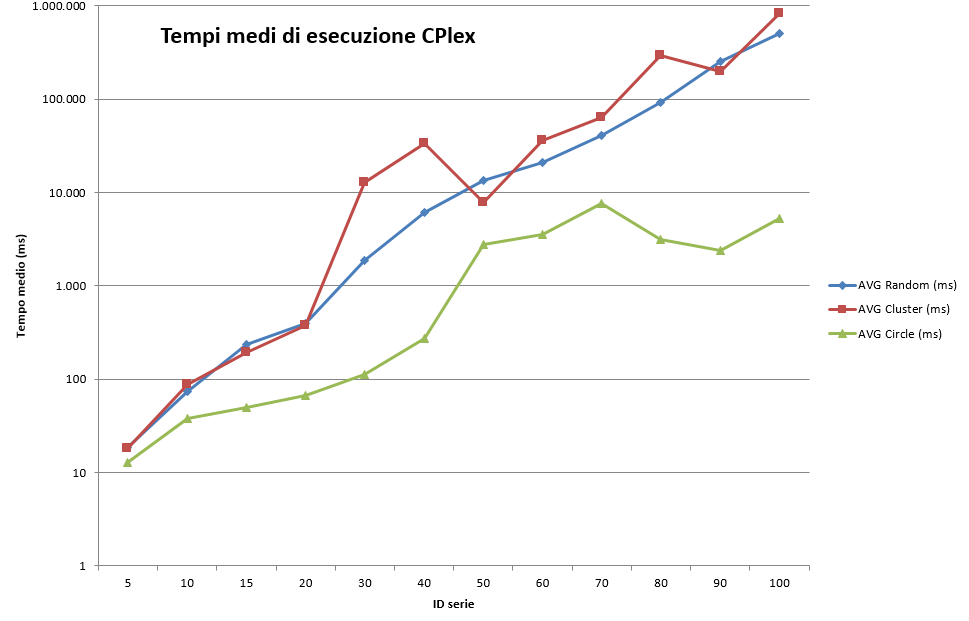 Tempi medi di esecuzione CPlex
1.000.000
100.000
10.000
1.000
100
10
1
Tempo medio (ms)
5 10 15 20 30 40 50 60 70 80 90 100
ID serie
AVG Random (ms)
AVG Cluster (ms)
AVG Circle (ms)